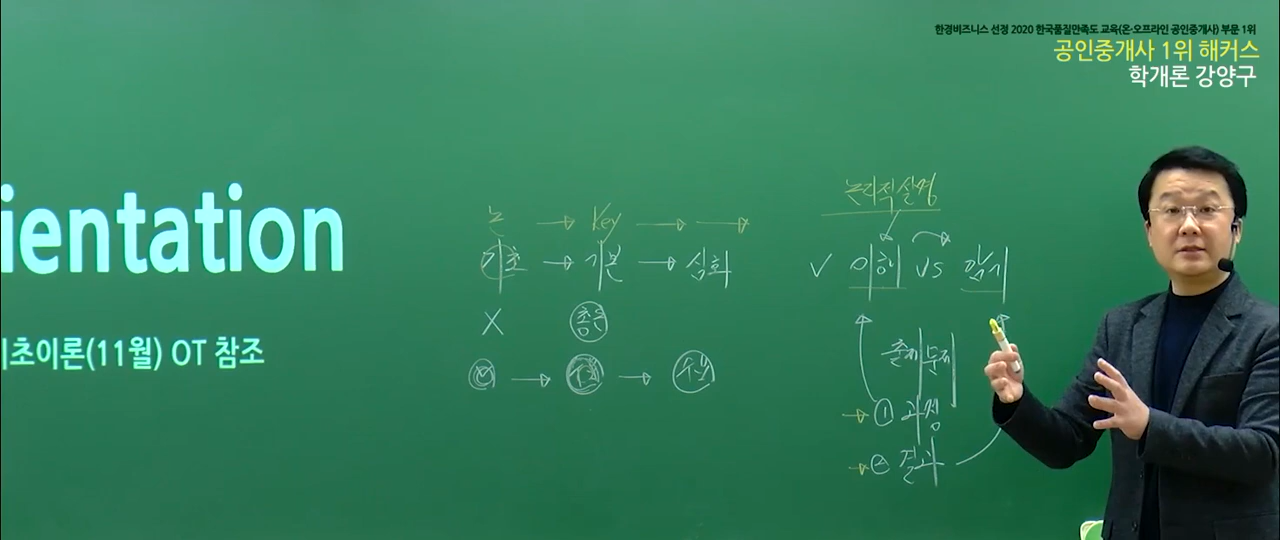 한경비즈니스 선정 2020 한국품질만족도 교육(온·오프라인 공인중개사) 부문 1위
공인중개사 1위 해커스
학개론 강양구
ientation
기초이론(11월) OT 참조
논 → Key → →
기초 → 기본 → 심화
X 총론
논리적 설명
✓ 이해 VS 암기
출제 문제
→ ① 과정
→ ② 결과